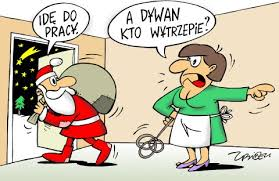 IDĘ DO
PRACY.
A DYWAN
KTO WYTRZEPIE?